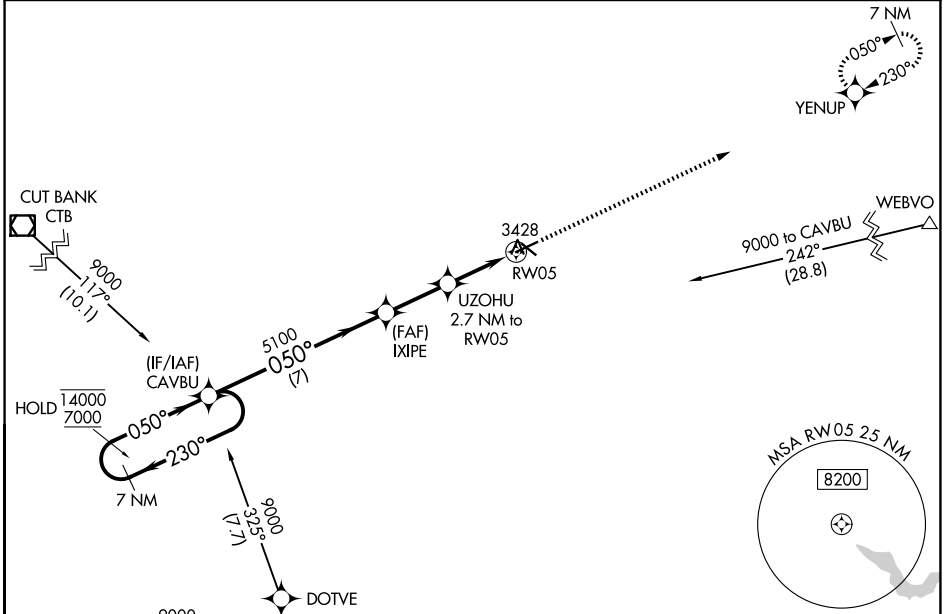 7 NM
050°
230°
YENUP
CUT BANK
CTB
9000
117°
(10.1)
3428
RW05
WEBVO
9000 to CAVBU
242°
(28.8)
UZOHU
2.7 NM to
RW05
(FAF)
IXIPE
5100
050°
(7)
(IF/IAF)
CAVBU
HOLD 14000
7000
050°
230°
7 NM
9000
325°
(7.7)
DOTVE
MSA RW05 25 NM
8200